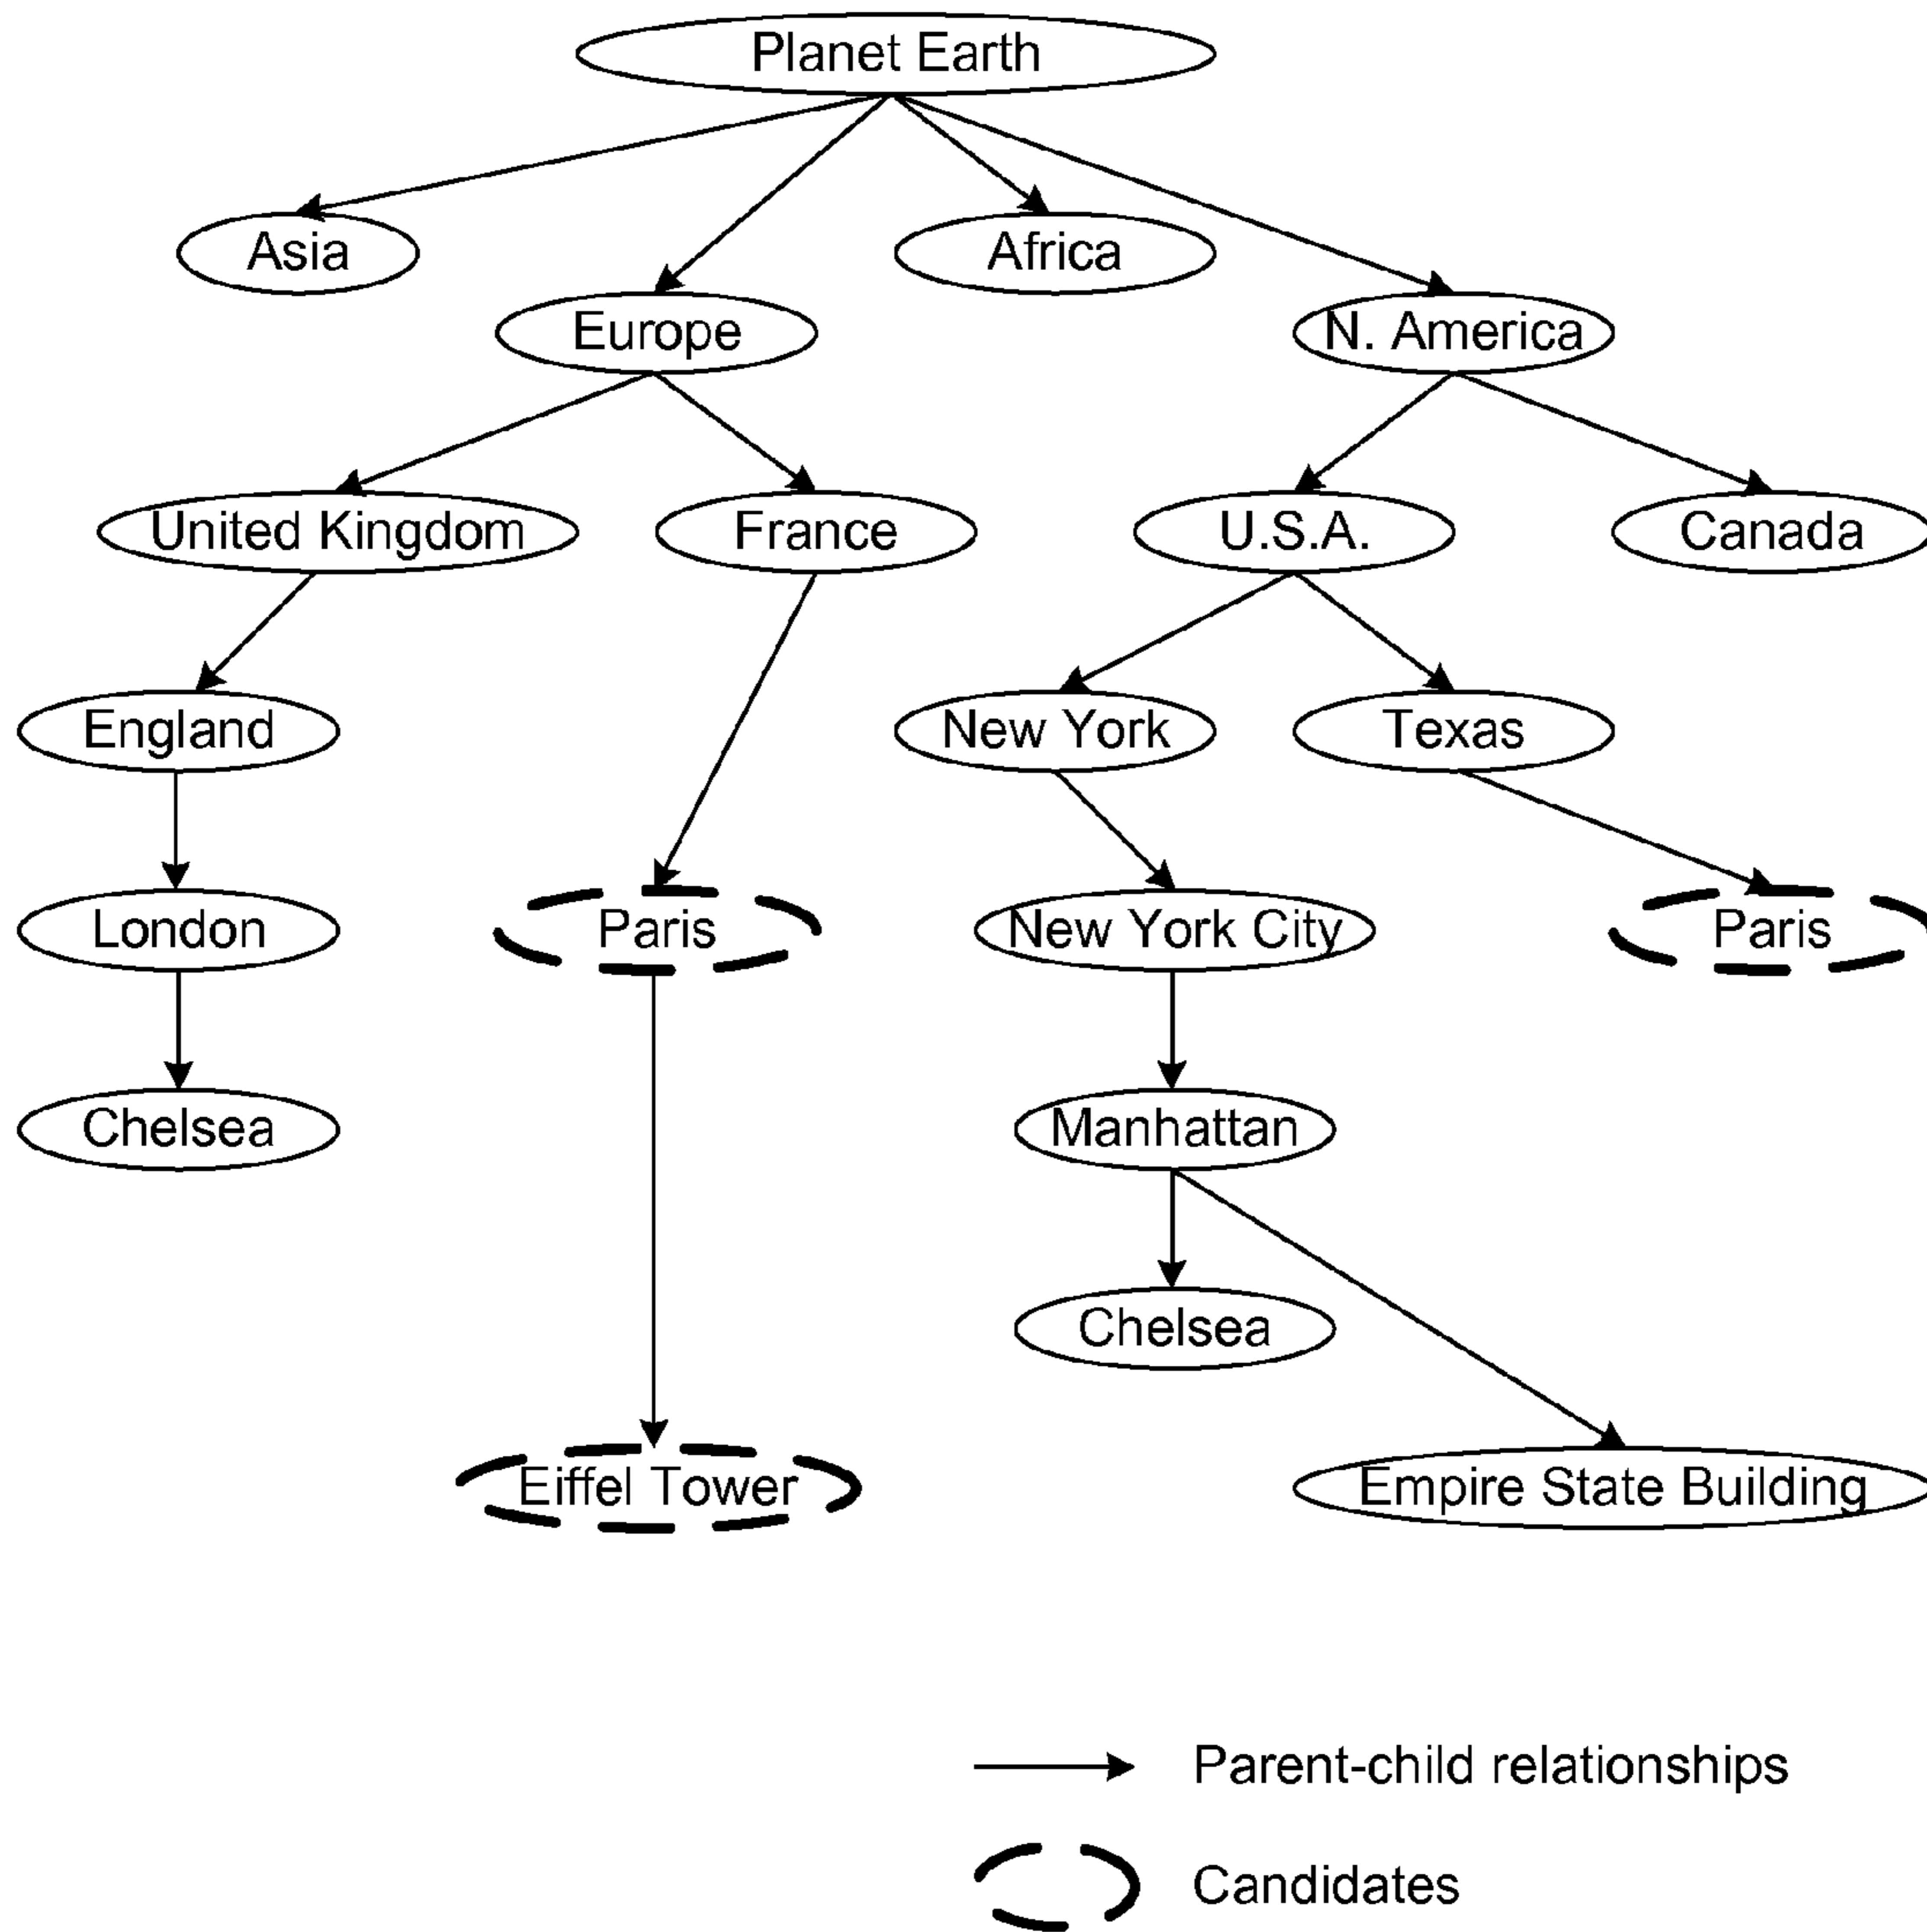 Planet Earth
Asia
Africa
Europe
N. America
United Kingdom
France
U.S.A.
Canada
England
New York
Texas
London
Paris
New York City
Paris
Chelsea
Manhattan
Chelsea
Eiffel Tower
Empire State Building
Parent-child relationships
Candidates